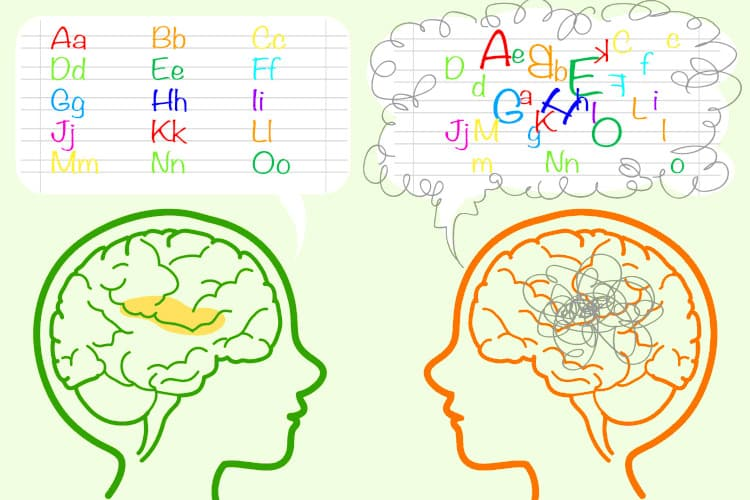 Aa Bb Cc
Dd Ee Ff
Gg Hh Ii
Jj Kk Ll
Mm Nn Oo
A e B b E K C c
D d F f
G a H h l L i
Jj M g K O l
m Nn o